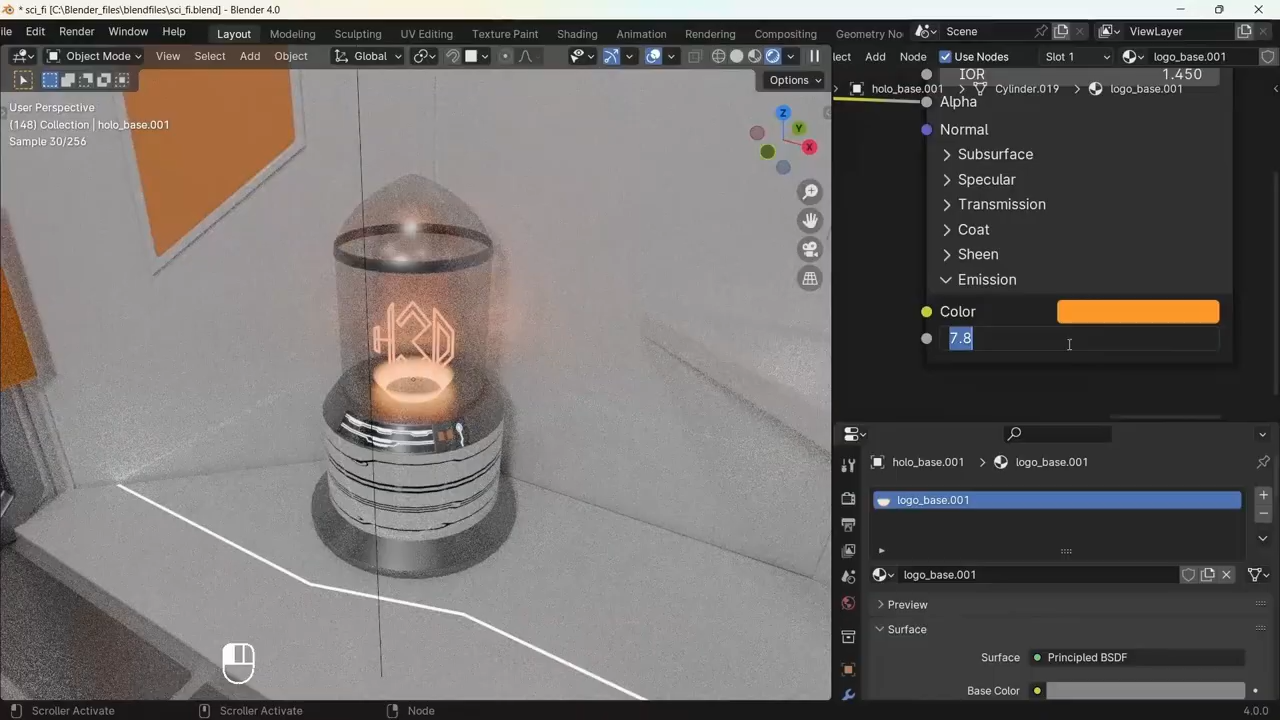 * sci_fi [C:\Blender_files\blendfiles\sci_fi.blend] - Blender 4.0
ile Edit Render Window Help Layout Modeling Sculpting UV Editing Texture Paint Shading Animation Rendering Compositing Geometry No Scene ViewLayer
Object Mode View Select Add Object Global
lect Add Node Use Nodes Slot 1 logo_base.001
Options
User Perspective
(148) Collection | holo_base.001
Sample 30/256
Z
Y
X
H3D
IOR 1.450
holo_base.001 Cylinder.019 logo_base.001
Alpha
Normal
Subsurface
Specular
Transmission
Coat
Sheen
Emission
Color
7.8
holo_base.001 logo_base.001
logo_base.001
logo_base.001
Preview
Surface
Surface Principled BSDF
Base Color
Scroller Activate Scroller Activate Node 4.0.0